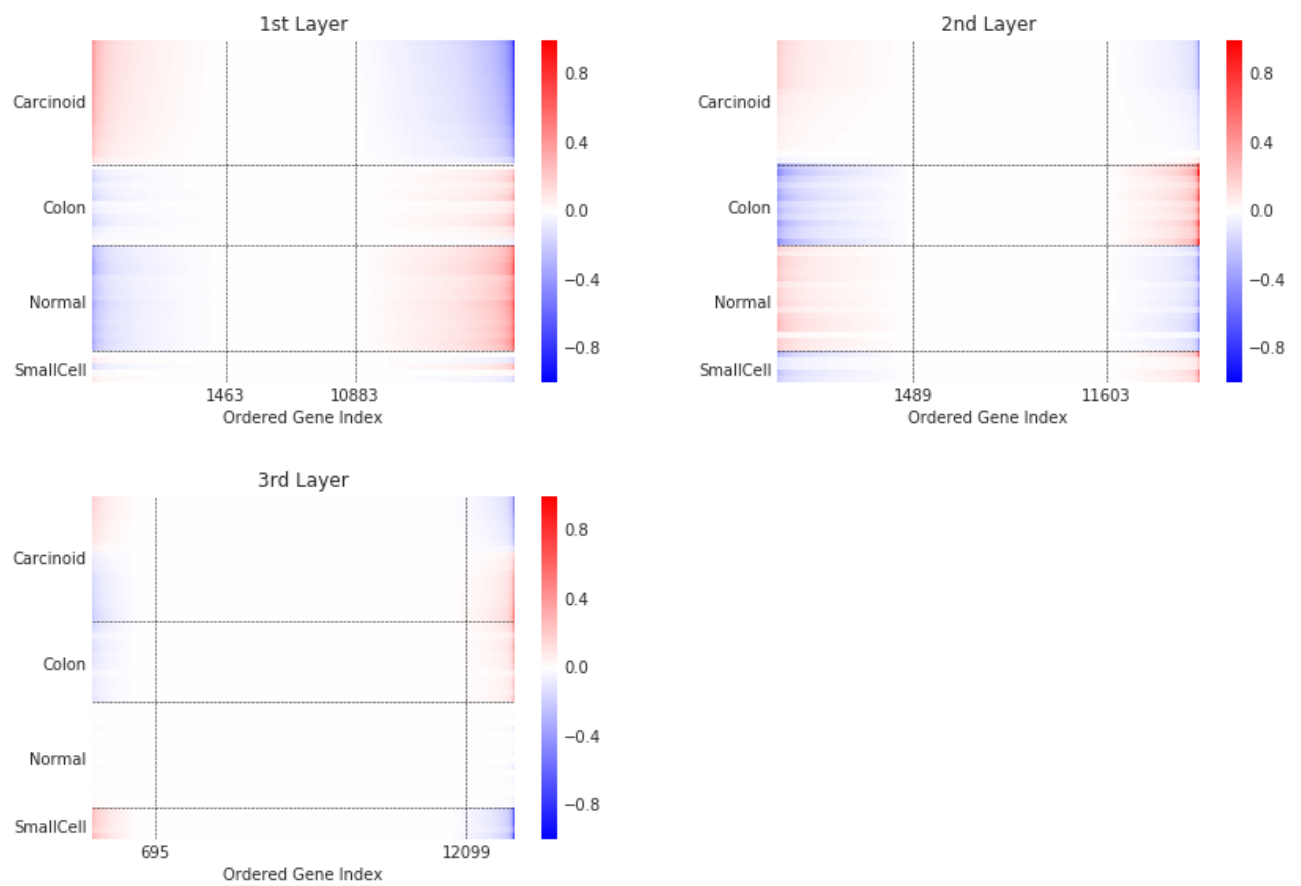 1st Layer
Carcinoid
Colon
Normal
SmallCell
1463 10883
Ordered Gene Index
0.8
0.4
0.0
−0.4
−0.8
2nd Layer
Carcinoid
Colon
Normal
SmallCell
1489 11603
Ordered Gene Index
0.8
0.4
0.0
−0.4
−0.8
3rd Layer
Carcinoid
Colon
Normal
SmallCell
695 12099
Ordered Gene Index
0.8
0.4
0.0
−0.4
−0.8